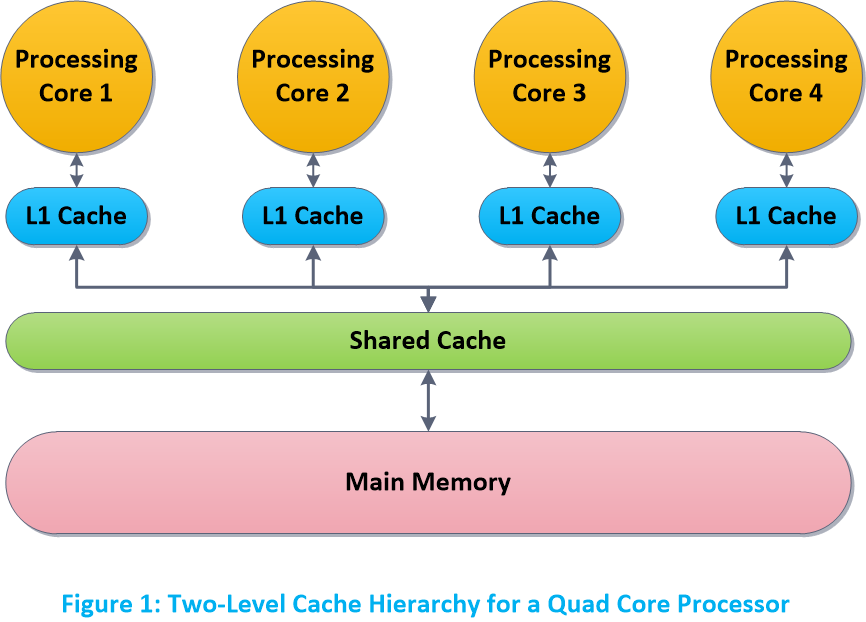 Processing
Core 1
Processing
Core 2
Processing
Core 3
Processing
Core 4
L1 Cache
L1 Cache
L1 Cache
L1 Cache
Shared Cache
Main Memory
Figure 1: Two-Level Cache Hierarchy for a Quad Core Processor